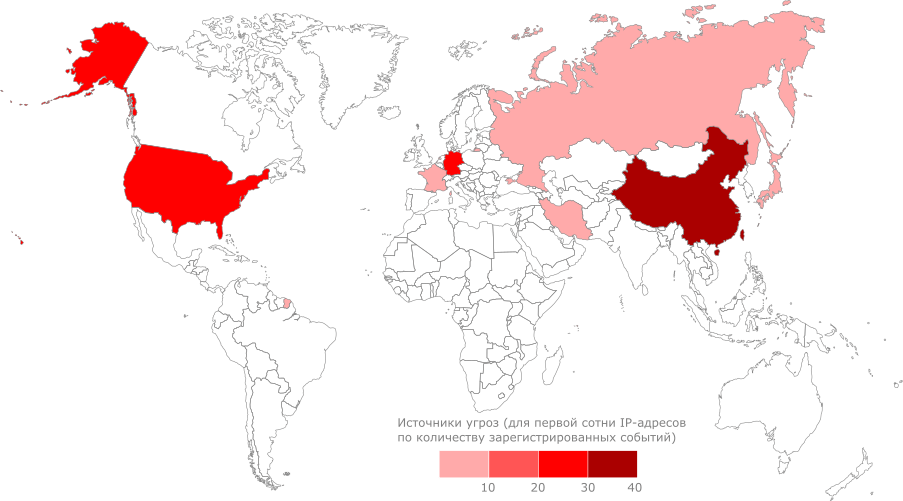 Источники угроз (для первой сотни IP-адресов
по количеству зарегистрированных событий)
10 20 30 40